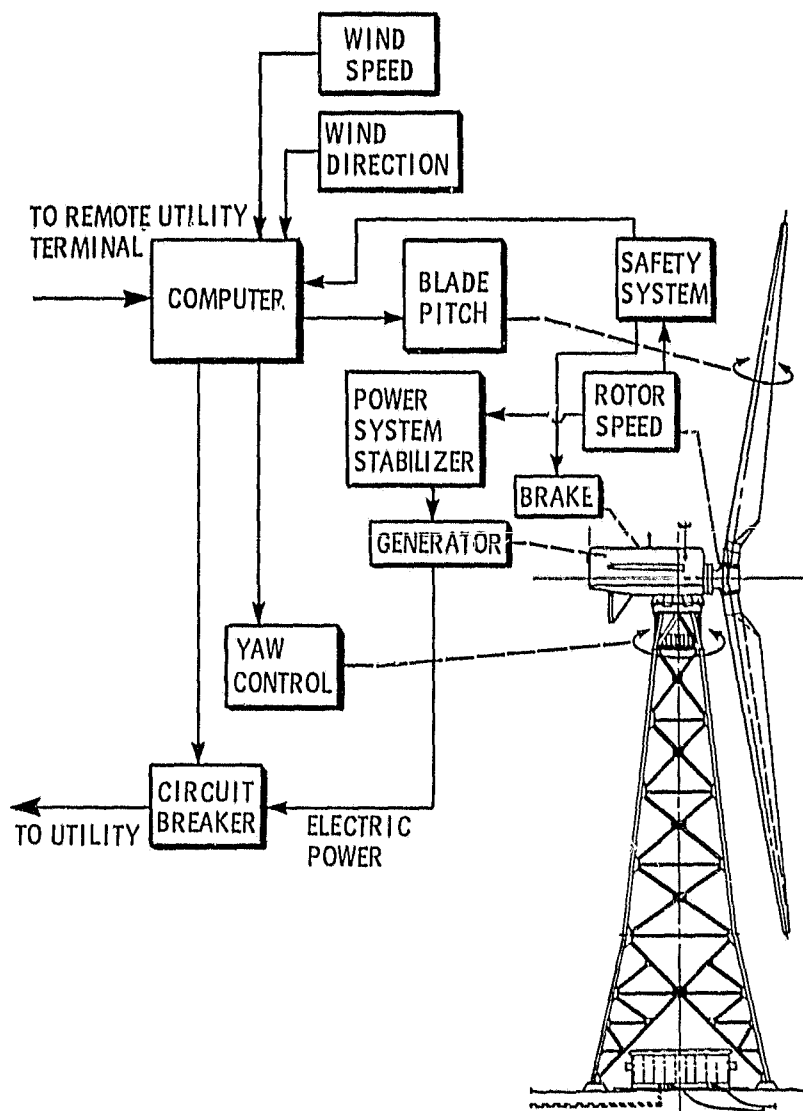 WIND
SPEED
WIND
DIRECTION
TO REMOTE UTILITY
TERMINAL
COMPUTER
BLADE
PITCH
SAFETY
SYSTEM
POWER
SYSTEM
STABILIZER
ROTOR
SPEED
BRAKE
GENERATOR
YAW
CONTROL
CIRCUIT
BREAKER
TO UTILITY
ELECTRIC
POWER